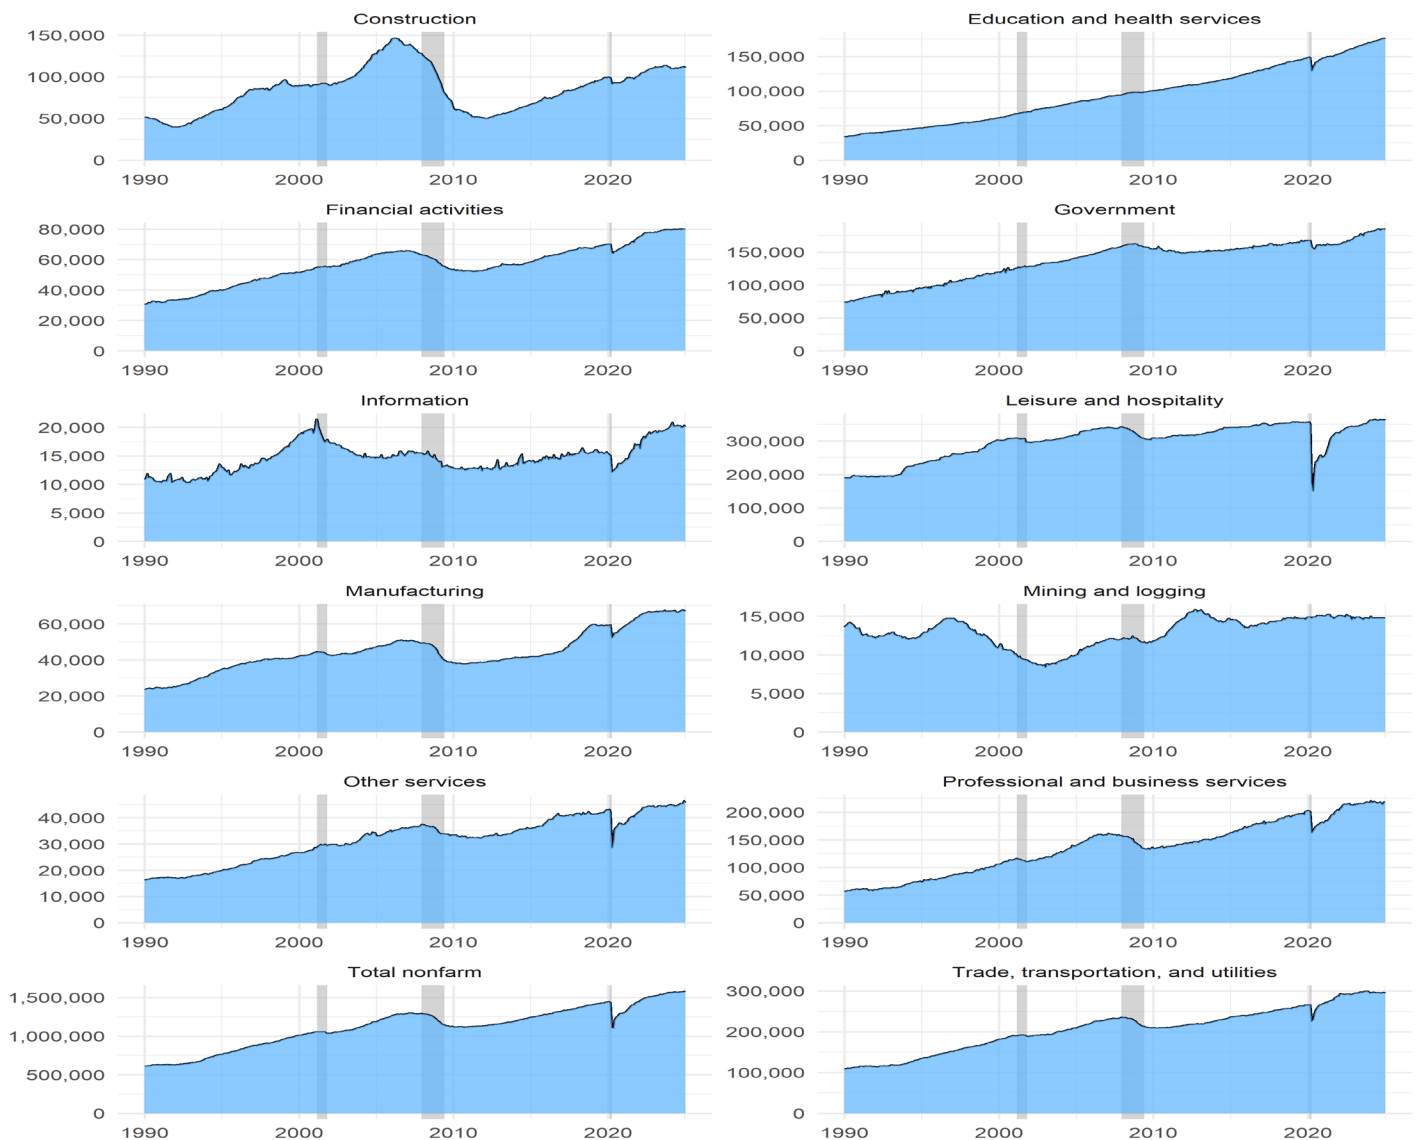 Construction
150,000
100,000
50,000
0
1990 2000 2010 2020
Education and health services
150,000
100,000
50,000
0
1990 2000 2010 2020
Financial activities
80,000
60,000
40,000
20,000
0
1990 2000 2010 2020
Government
150,000
100,000
50,000
0
1990 2000 2010 2020
Information
20,000
15,000
10,000
5,000
0
1990 2000 2010 2020
Leisure and hospitality
300,000
200,000
100,000
0
1990 2000 2010 2020
Manufacturing
60,000
40,000
20,000
0
1990 2000 2010 2020
Mining and logging
15,000
10,000
5,000
0
1990 2000 2010 2020
Other services
40,000
30,000
20,000
10,000
0
1990 2000 2010 2020
Professional and business services
200,000
150,000
100,000
50,000
0
1990 2000 2010 2020
Total nonfarm
1,500,000
1,000,000
500,000
0
1990 2000 2010 2020
Trade, transportation, and utilities
300,000
200,000
100,000
0
1990 2000 2010 2020